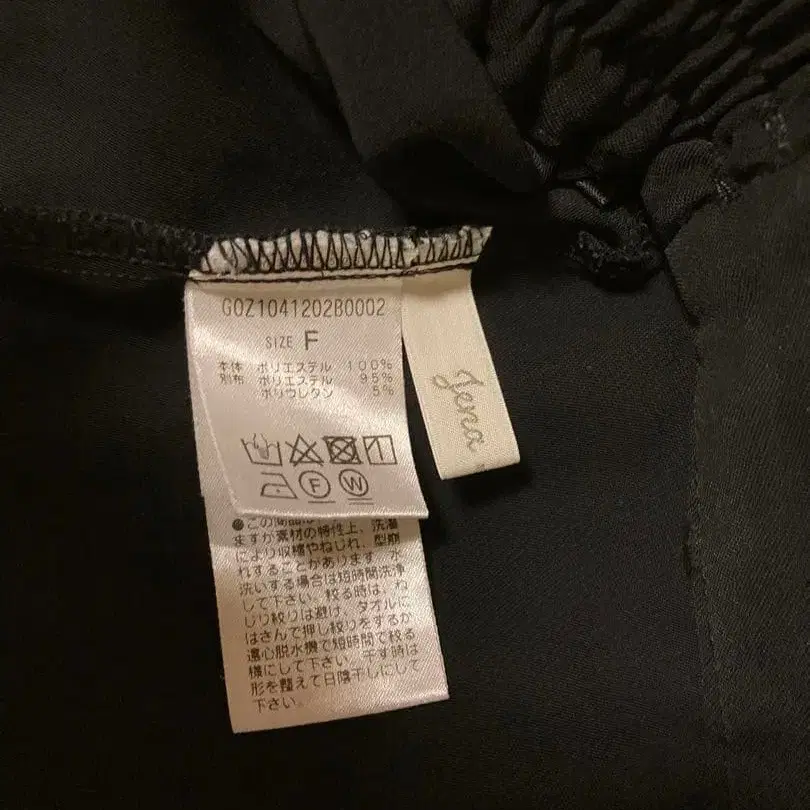 GOZ1041202B0002
SIZE F
本体 ポリエステル 100%
別布 ポリエステル 95%
ポリウレタン 5%
F W
Jena
●この商品は
ますが素材の特性上、洗濯
により収縮やねじれ、型崩
れすることがあります。水
洗いする場合は短時間洗浄
して下さい。絞る時は、ね
じり絞りは避け、タオルに
はさんで押し絞りをするか
遠心脱水機で短時間で絞る
様にして下さい。干す時は
形を整えて日陰干しにして
下さい。